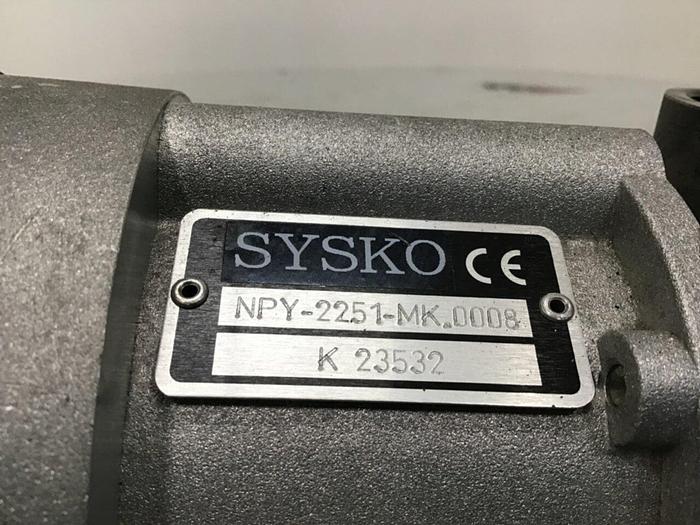 SYSKO CE
NPY-2251-MK.0008
K 23532